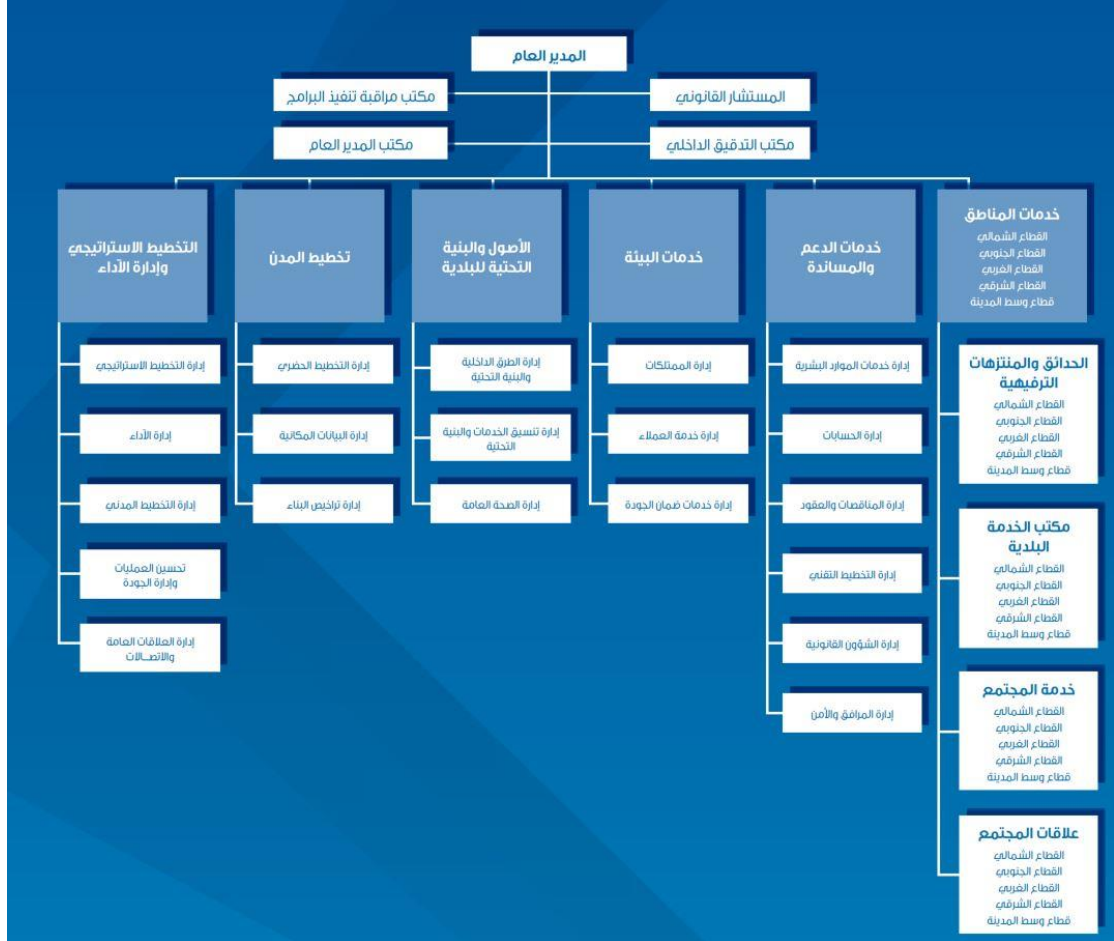 المدير العام
المستشار القانوني
مكتب مراقبة تنفيذ البرامج
مكتب التدقيق الداخلي
مكتب المدير العام
خدمات المناطق
القطاع الشمالي
القطاع الجنوبي
القطاع الغربي
القطاع الشرقي
قطاع وسط المدينة
الحدائق والمنتزهات
الترفيهية
القطاع الشمالي
القطاع الجنوبي
القطاع الغربي
القطاع الشرقي
قطاع وسط المدينة
مكتب الخدمة
البلدية
القطاع الشمالي
القطاع الجنوبي
القطاع الغربي
القطاع الشرقي
قطاع وسط المدينة
خدمة المجتمع
القطاع الشمالي
القطاع الجنوبي
القطاع الغربي
القطاع الشرقي
قطاع وسط المدينة
علاقات المجتمع
القطاع الشمالي
القطاع الجنوبي
القطاع الغربي
القطاع الشرقي
قطاع وسط المدينة
خدمات الدعم
والمساندة
إدارة خدمات الموارد البشرية
إدارة الحسابات
إدارة المناقصات والعقود
إدارة التخطيط التقني
إدارة الشؤون القانونية
إدارة المرافق والأمن
خدمات البيئة
إدارة الممتلكات
إدارة خدمة العملاء
إدارة خدمات ضمان الجودة
الأصول والبنية
التحتية للبلدية
إدارة الطرق الداخلية
والبنية التحتية
إدارة تنسيق الخدمات والبنية
التحتية
إدارة الصحة العامة
تخطيط المدن
إدارة التخطيط الحضري
إدارة البيانات المكانية
إدارة تراخيص البناء
التخطيط الاستراتيجي
وإدارة الآداء
إدارة التخطيط الاستراتيجي
إدارة الآداء
إدارة التخطيط المدني
تحسين العمليات
وإدارة الجودة
إدارة العلاقات العامة
والاتصـالات